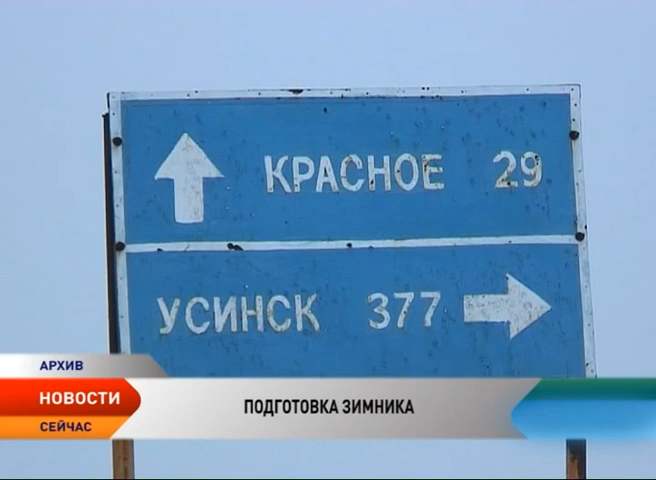 КРАСНОЕ 29
УСИНСК 377
АРХИВ
НОВОСТИ
СЕЙЧАС
ПОДГОТОВКА ЗИМНИКА